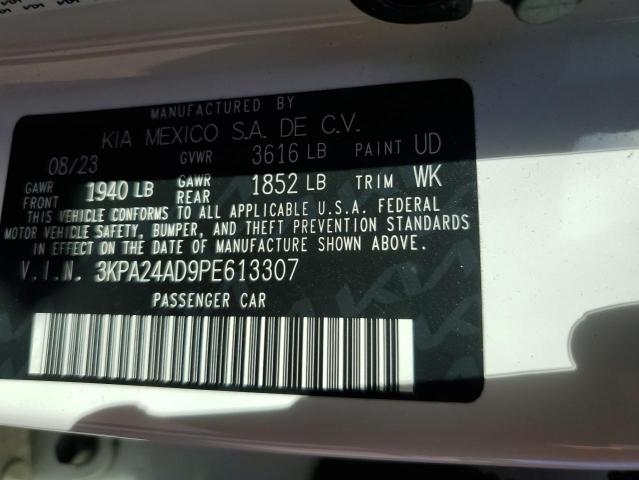 MANUFACTURED BY
KIA MEXICO S.A. DE C.V.
08/23 GVWR 3616 LB PAINT UD
GAWR FRONT 1940 LB GAWR REAR 1852 LB TRIM WK
THIS VEHICLE CONFORMS TO ALL APPLICABLE U.S.A. FEDERAL
MOTOR VEHICLE SAFETY, BUMPER, AND THEFT PREVENTION STANDARDS
IN EFFECT ON THE DATE OF MANUFACTURE SHOWN ABOVE.
V.I.N. 3KPA24AD9PE613307
PASSENGER CAR